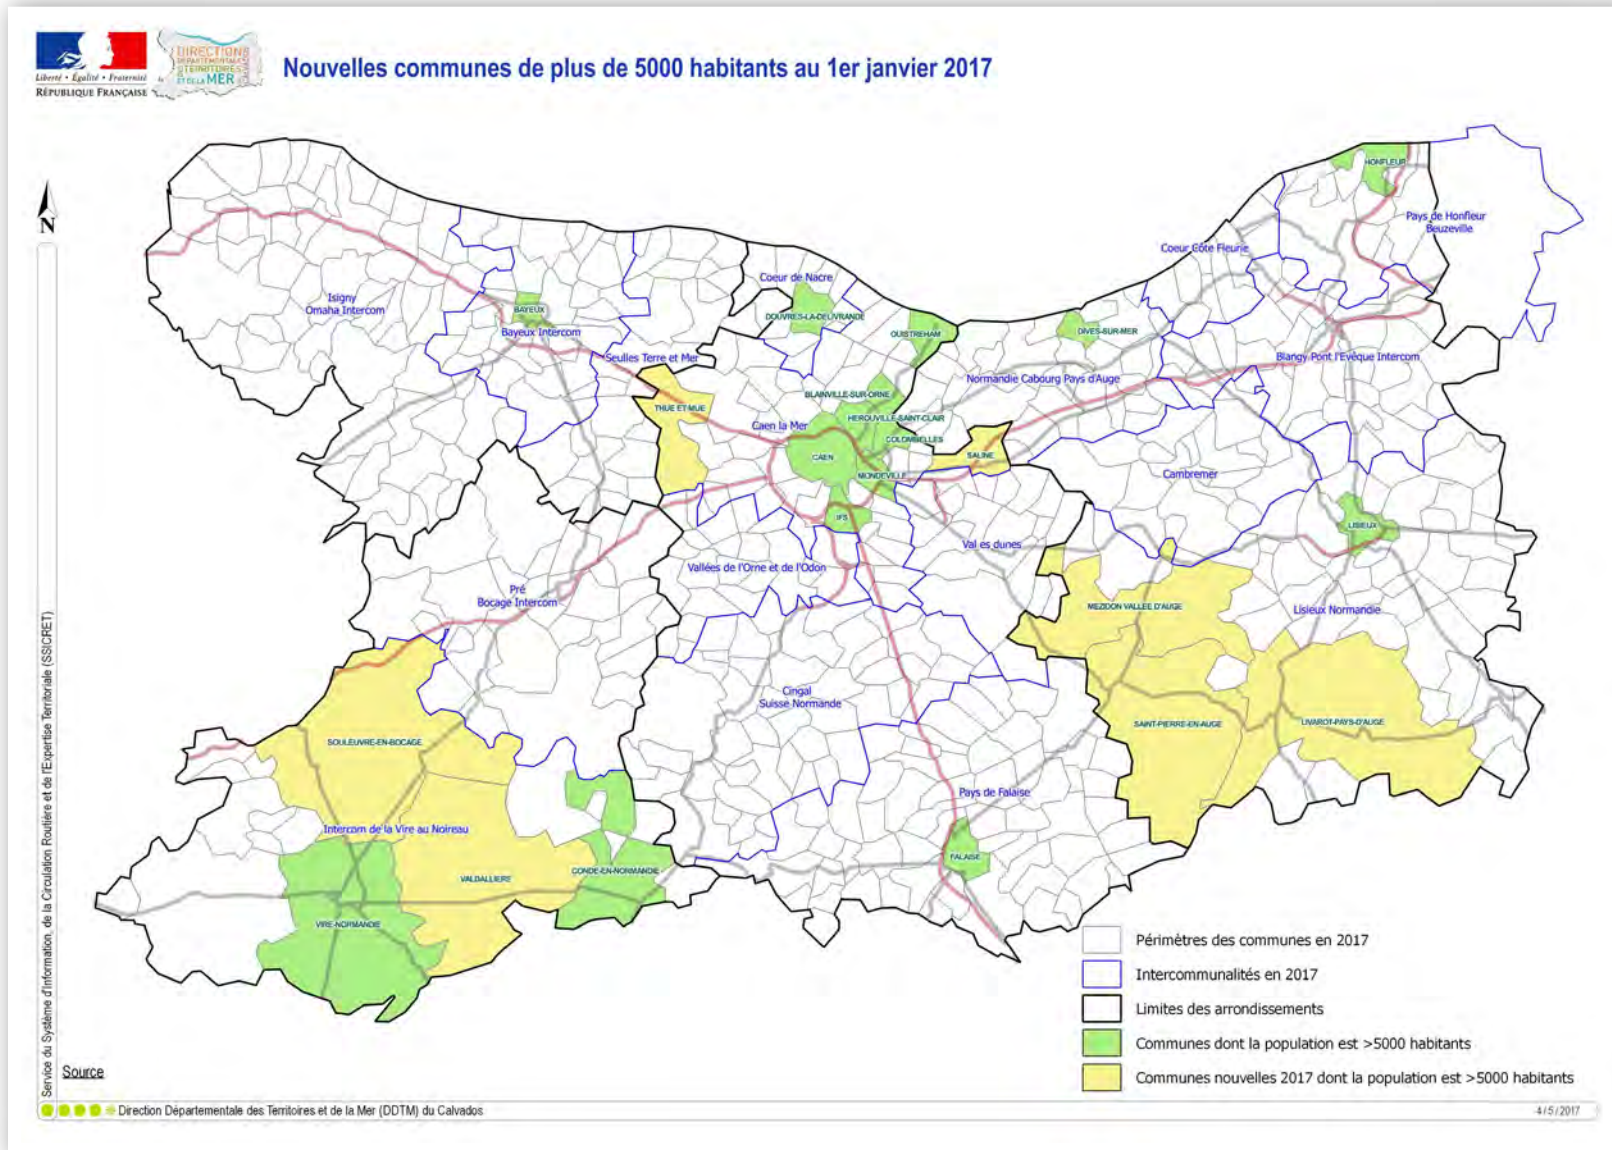 Liberté • Égalité • Fraternité
RÉPUBLIQUE FRANÇAISE
DIRECTIONS
DÉPARTEMENTALES
TERRITOIRES
ET DE LA MER
CALVADOS
Nouvelles communes de plus de 5000 habitants au 1er janvier 2017
N
HONFLEUR
Pays de Honfleur
Beuzeville
Coeur Côte Fleurie
Coeur de Nacre
Isigny
Omaha Intercom
BAYEUX
DOUVRES-LA-DELIVRANDE
Bayeux Intercom
OUISTREHAM
DIVES-SUR-MER
Seulles Terre et Mer
Blangy Pont l'Evêque Intercom
Normandie Cabourg Pays d'Auge
BLAINVILLE-SUR-ORNE
THUE ET MUE
HEROUVILLE-SAINT-CLAIR
Caen la Mer
COLOMBELLES
CAEN
SALINE
MONDEVILLE
Cambremer
IFS
LISIEUX
Val es dunes
Vallées de l'Orne et de l'Odon
Pré
Bocage Intercom
MEZIDON VALLEE D'AUGE
Lisieux Normandie
Cingal
Suisse Normande
SAINT-PIERRE-EN-AUGE
LIVAROT-PAYS-D'AUGE
SOULEUVRE-EN-BOCAGE
Pays de Falaise
Intercom de la Vire au Noireau
FALAISE
CONDE-EN-NORMANDIE
VALDALLIERE
VIRE-NORMANDIE
Périmètres des communes en 2017
Intercommunalités en 2017
Limites des arrondissements
Communes dont la population est >5000 habitants
Communes nouvelles 2017 dont la population est >5000 habitants
Service du Système d'Information, de la Circulation Routière et de l'Expertise Territoriale (SSICRET)
Source
Direction Départementale des Territoires et de la Mer (DDTM) du Calvados
4/5/2017